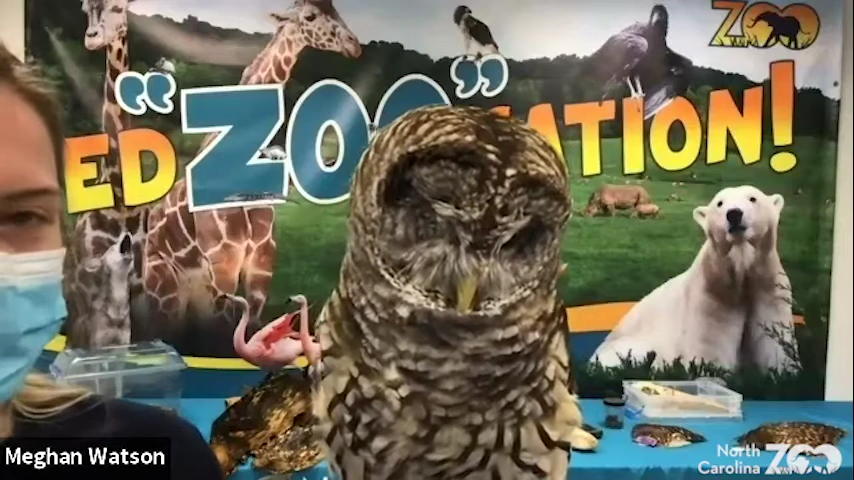 ZOO
ED “ZOO” ATION!
Meghan Watson
North
Carolina ZOO